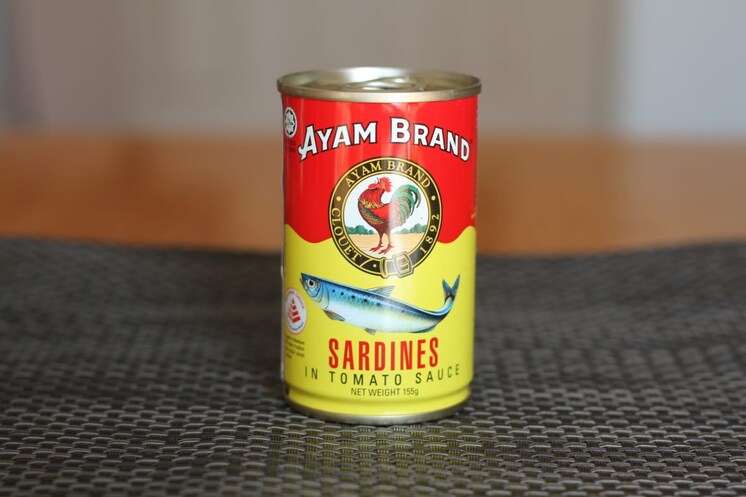 AYAM BRAND
AYAM BRAND
CLOUET
1892
SARDINES
IN TOMATO SAUCE
NET WEIGHT 155g